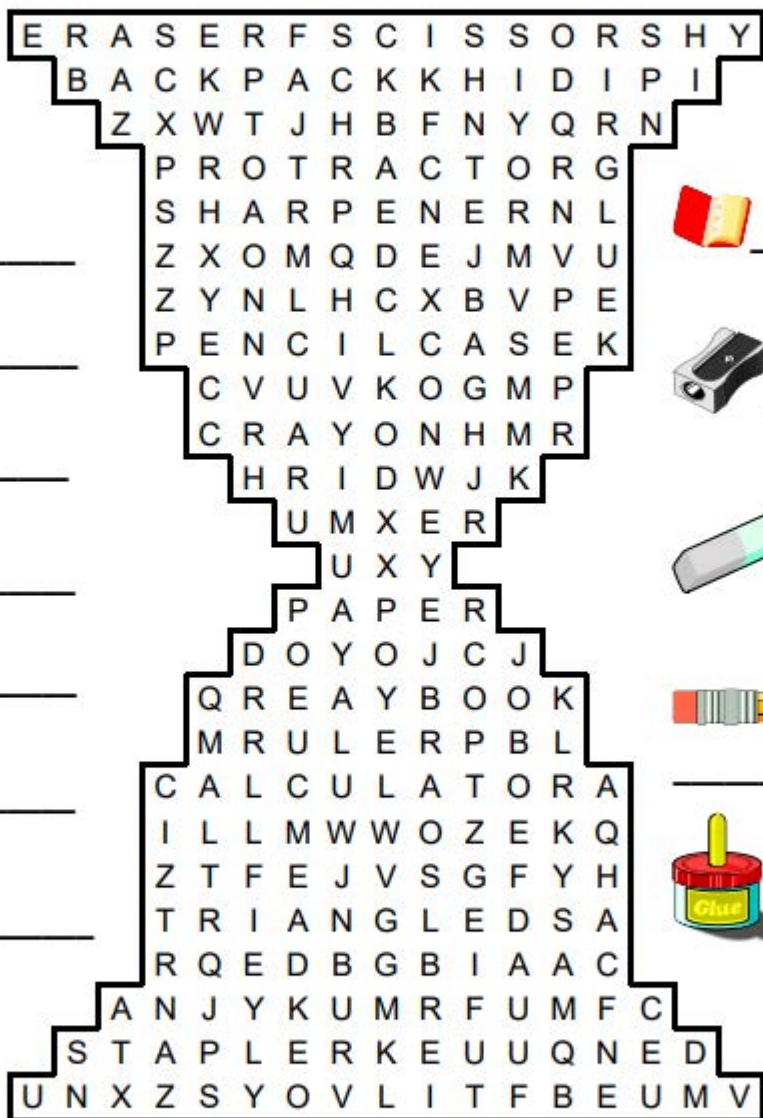 E R A S E R F S C I S S O R S H Y
B A C K P A C K K H I D I P I
Z X W T J H B F N Y Q R N
P R O T R A C T O R G
S H A R P E N E R N L
Z X O M Q D E J M V U
Z Y N L H C X B V P E
P E N C I L C A S E K
C V U V K O G M P
C R A Y O N H M R
H R I D W J K
U M X E R
U X Y
P A P E R
D O Y O J C J
Q R E A Y B O O K
M R U L E R P B L
C A L C U L A T O R A
I L L M W W O Z E K Q
Z T F E J V S G F Y H
T R I A N G L E D S A
R Q E D B G B I A A C
A N J Y K U M R F U M F C
S T A P L E R K E U U Q N E D
U N X Z S Y O V L I T F B E U M V
Glue